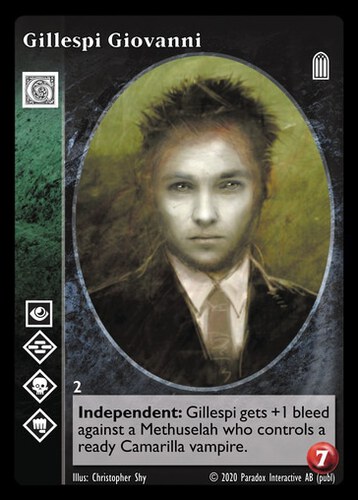 Gillespi Giovanni
2
Independent: Gillespi gets +1 bleed
against a Methuselah who controls a
ready Camarilla vampire.
7
Illus: Christopher Shy © 2020 Paradox Interactive AB (publ)